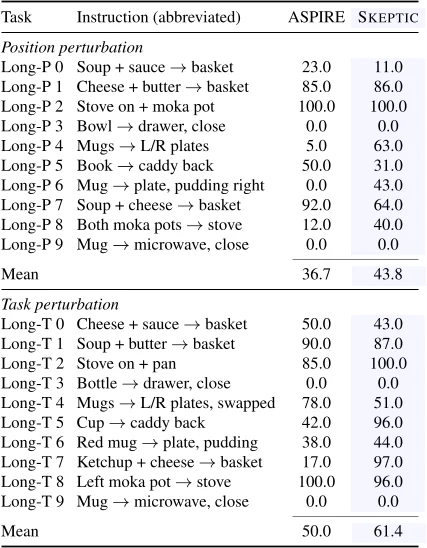 Task Instruction (abbreviated) ASPIRE SKEPTIC
Position perturbation
Long-P 0 Soup + sauce → basket 23.0 11.0
Long-P 1 Cheese + butter → basket 85.0 86.0
Long-P 2 Stove on + moka pot 100.0 100.0
Long-P 3 Bowl → drawer, close 0.0 0.0
Long-P 4 Mugs → L/R plates 5.0 63.0
Long-P 5 Book → caddy back 50.0 31.0
Long-P 6 Mug → plate, pudding right 0.0 43.0
Long-P 7 Soup + cheese → basket 92.0 64.0
Long-P 8 Both moka pots → stove 12.0 40.0
Long-P 9 Mug → microwave, close 0.0 0.0
Mean 36.7 43.8
Task perturbation
Long-T 0 Cheese + sauce → basket 50.0 43.0
Long-T 1 Soup + butter → basket 90.0 87.0
Long-T 2 Stove on + pan 85.0 100.0
Long-T 3 Bottle → drawer, close 0.0 0.0
Long-T 4 Mugs → L/R plates, swapped 78.0 51.0
Long-T 5 Cup → caddy back 42.0 96.0
Long-T 6 Red mug → plate, pudding 38.0 44.0
Long-T 7 Ketchup + cheese → basket 17.0 97.0
Long-T 8 Left moka pot → stove 100.0 96.0
Long-T 9 Mug → microwave, close 0.0 0.0
Mean 50.0 61.4